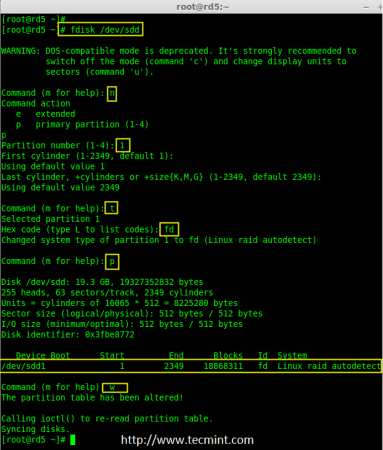 root@rd5:~
[root@rd5 ~]#
[root@rd5 ~]# fdisk /dev/sdd
WARNING: DOS-compatible mode is deprecated. It's strongly recommended to
switch off the mode (command 'c') and change display units to
sectors (command 'u').
Command (m for help): n
Command action
e extended
p primary partition (1-4)
p
Partition number (1-4): 1
First cylinder (1-2349, default 1):
Using default value 1
Last cylinder, +cylinders or +size{K,M,G} (1-2349, default 2349):
Using default value 2349
Command (m for help): t
Selected partition 1
Hex code (type L to list codes): fd
Changed system type of partition 1 to fd (Linux raid autodetect)
Command (m for help): p
Disk /dev/sdd: 19.3 GB, 19327352832 bytes
255 heads, 63 sectors/track, 2349 cylinders
Units = cylinders of 16065 * 512 = 8225280 bytes
Sector size (logical/physical): 512 bytes / 512 bytes
I/O size (minimum/optimal): 512 bytes / 512 bytes
Disk identifier: 0x3fbe8772
Device Boot Start End Blocks Id System
/dev/sdd1 1 2349 18868311 fd Linux raid autodetect
Command (m for help): w
The partition table has been altered!
Calling ioctl() to re-read partition table.
Syncing disks.
[root@rd5 ~]#
http://www.tecmint.com